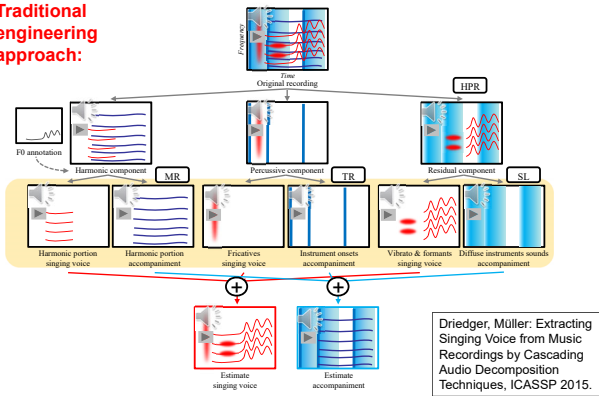 Traditional
engineering
approach:
Frequency
Time
Original recording
HPR
F0 annotation
Harmonic component
Percussive component
Residual component
MR
TR
SL
Harmonic portion
singing voice
Harmonic portion
accompaniment
Fricatives
singing voice
Instrument onsets
accompaniment
Vibrato & formants
singing voice
Diffuse instruments sounds
accompaniment
+
+
Estimate
singing voice
Estimate
accompaniment
Driedger, Müller: Extracting
Singing Voice from Music
Recordings by Cascading
Audio Decomposition
Techniques, ICASSP 2015.